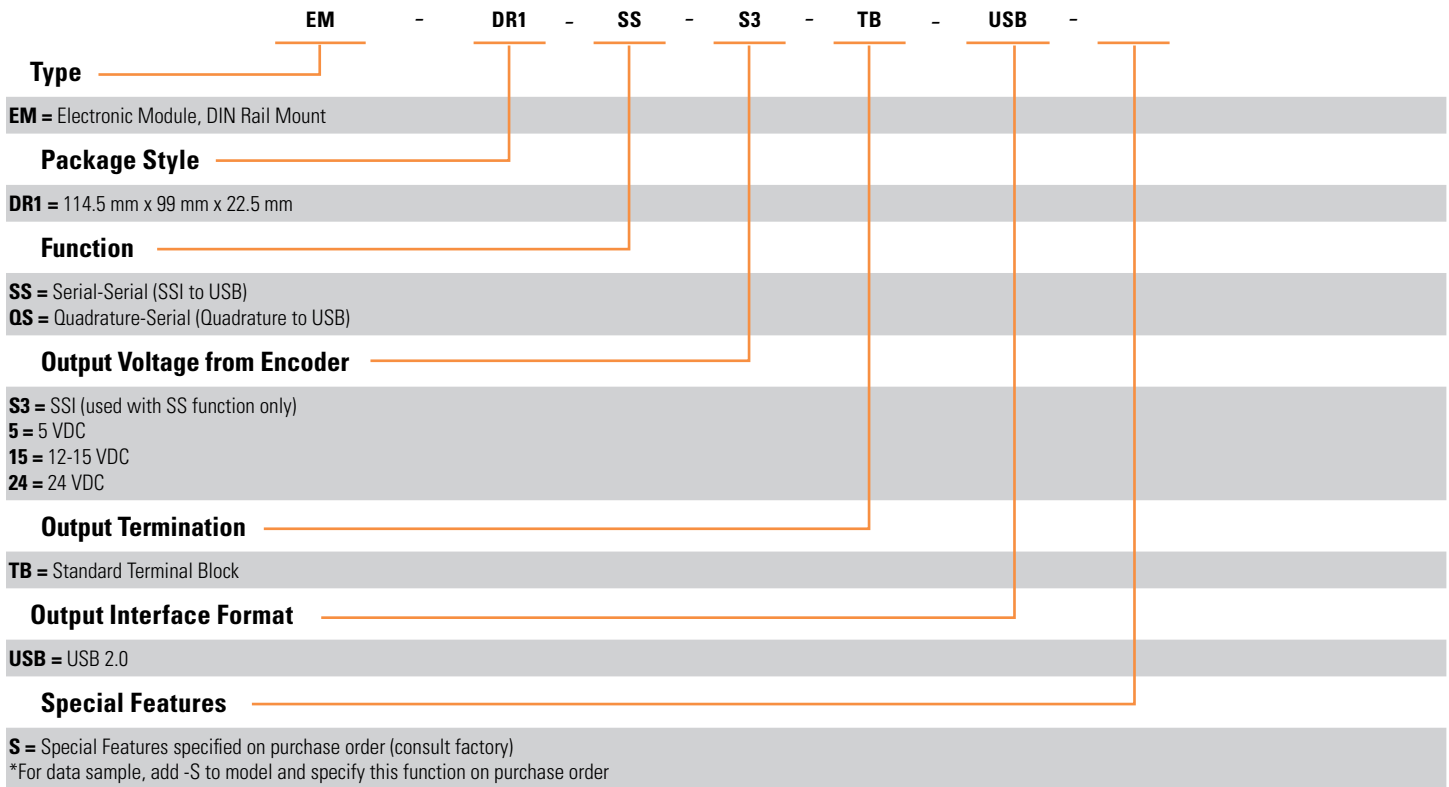 EM - DR1 - SS - S3 - TB - USB -
Type
EM = Electronic Module, DIN Rail Mount
Package Style
DR1 = 114.5 mm x 99 mm x 22.5 mm
Function
SS = Serial-Serial (SSI to USB)
QS = Quadrature-Serial (Quadrature to USB)
Output Voltage from Encoder
S3 = SSI (used with SS function only)
5 = 5 VDC
15 = 12-15 VDC
24 = 24 VDC
Output Termination
TB = Standard Terminal Block
Output Interface Format
USB = USB 2.0
Special Features
S = Special Features specified on purchase order (consult factory)
*For data sample, add -S to model and specify this function on purchase order